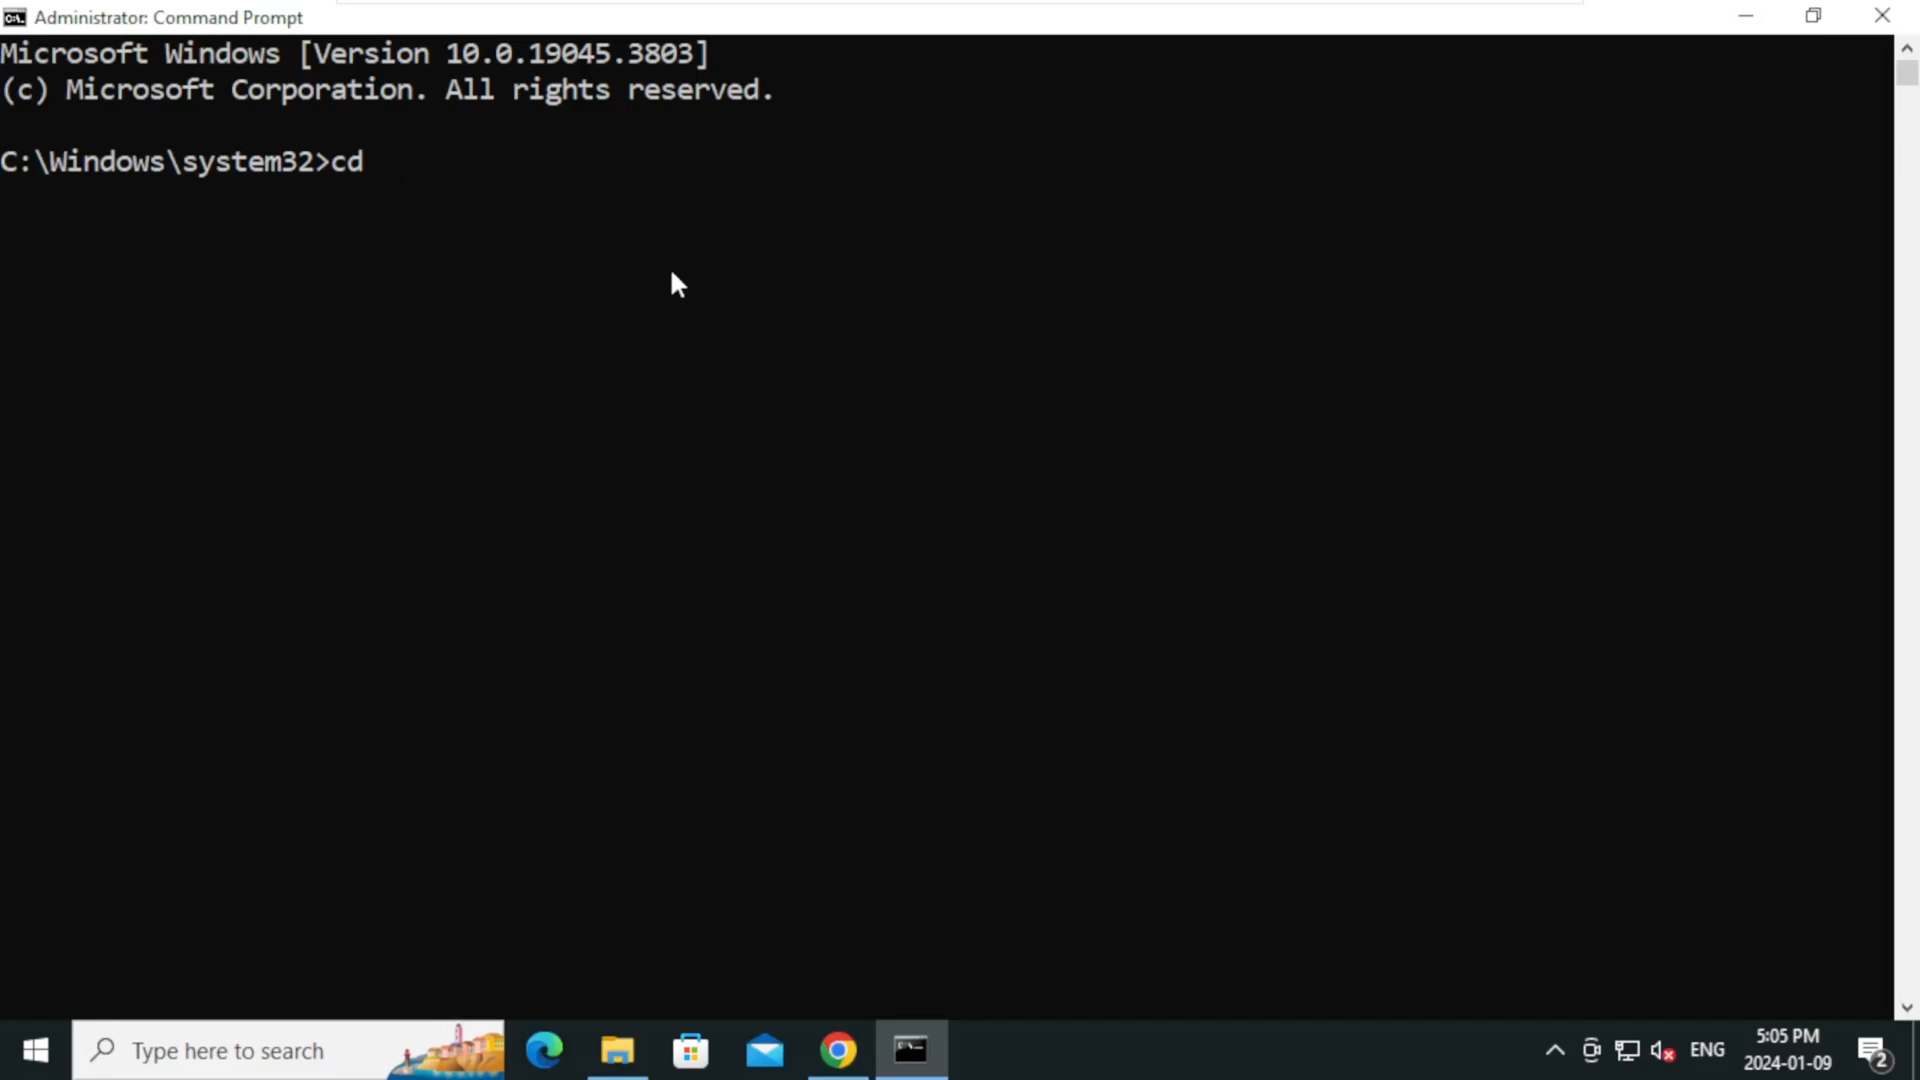 Administrator: Command Prompt
Microsoft Windows [Version 10.0.19045.3803]
(c) Microsoft Corporation. All rights reserved.
C:\Windows\system32>cd
Type here to search
ENG
5:05 PM
2024-01-09
2